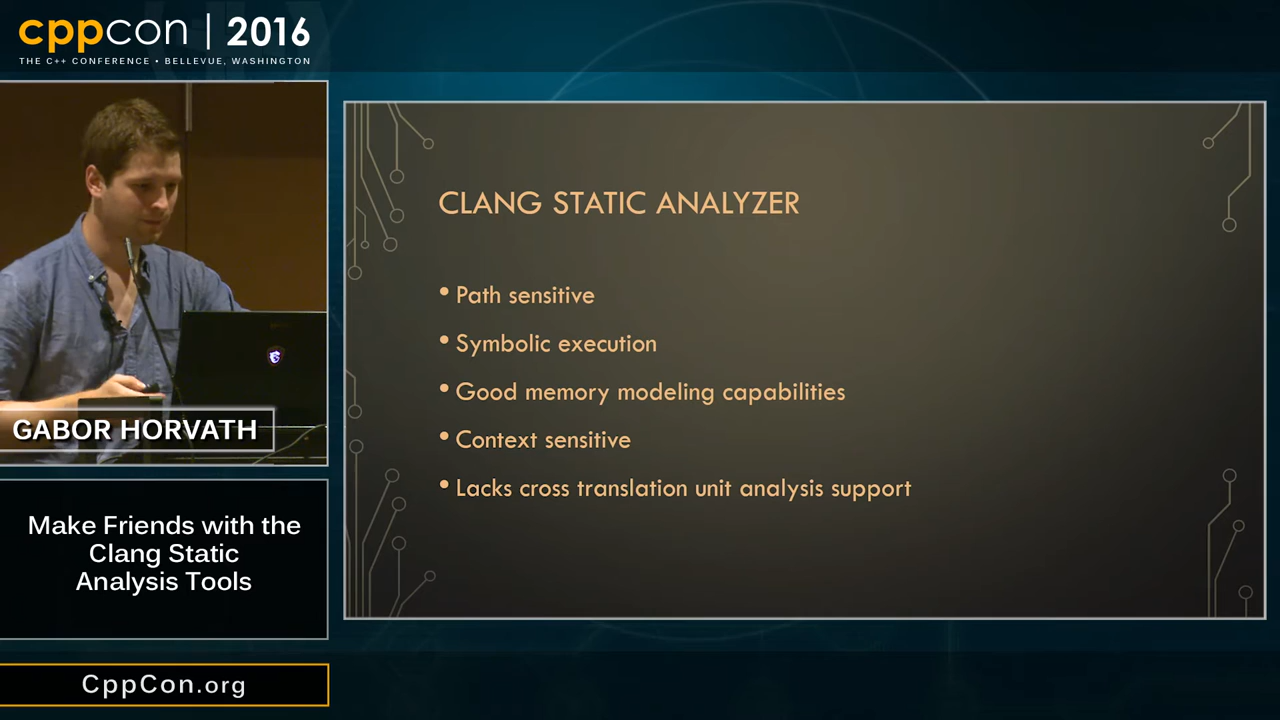 cppcon | 2016
THE C++ CONFERENCE • BELLEVUE, WASHINGTON
GABOR HORVATH
Make Friends with the
Clang Static
Analysis Tools
CppCon.org
CLANG STATIC ANALYZER
• Path sensitive
• Symbolic execution
• Good memory modeling capabilities
• Context sensitive
• Lacks cross translation unit analysis support